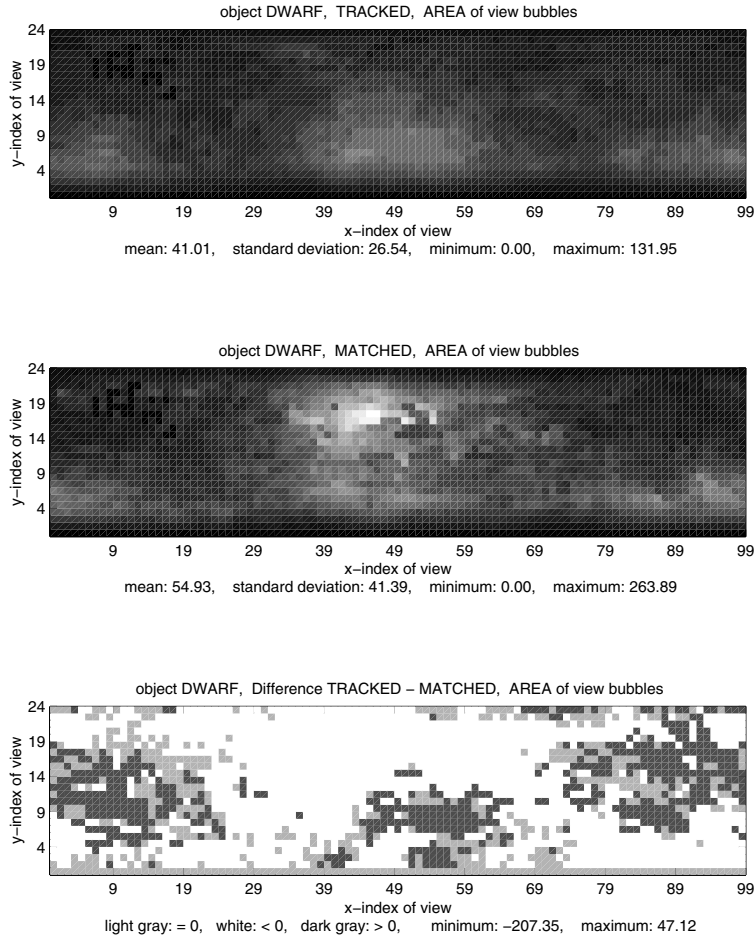 object DWARF, TRACKED, AREA of view bubbles
24
19
14
9
4
y−index of view
9 19 29 39 49 59 69 79 89 99
x−index of view
mean: 41.01, standard deviation: 26.54, minimum: 0.00, maximum: 131.95
object DWARF, MATCHED, AREA of view bubbles
24
19
14
9
4
y−index of view
9 19 29 39 49 59 69 79 89 99
x−index of view
mean: 54.93, standard deviation: 41.39, minimum: 0.00, maximum: 263.89
object DWARF, Difference TRACKED − MATCHED, AREA of view bubbles
24
19
14
9
4
y−index of view
9 19 29 39 49 59 69 79 89 99
x−index of view
light gray: = 0, white: < 0, dark gray: > 0, minimum: −207.35, maximum: 47.12